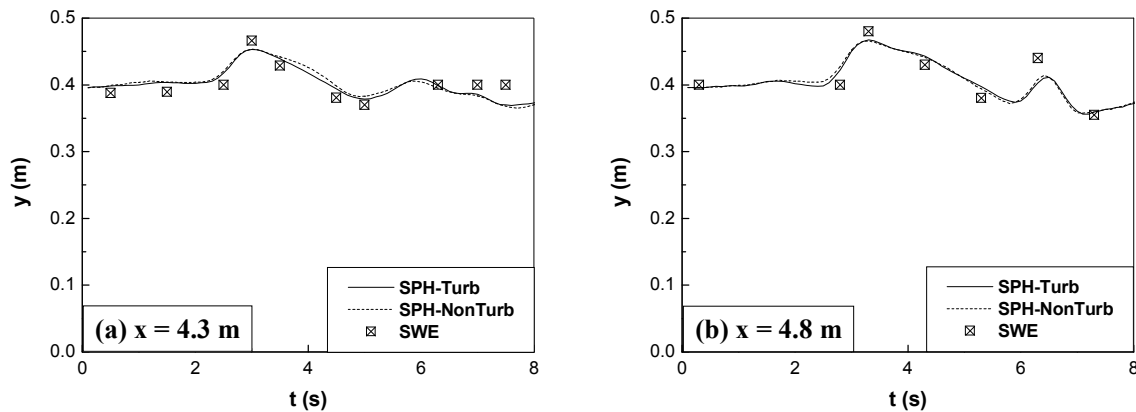 0.5
0.4
0.3
0.2
0.1
0.0
y (m)
SPH-Turb
SPH-NonTurb
SWE
(a) x = 4.3 m
0 2 4 6 8
t (s)
0.5
0.4
0.3
0.2
0.1
0.0
y (m)
SPH-Turb
SPH-NonTurb
SWE
(b) x = 4.8 m
0 2 4 6 8
t (s)